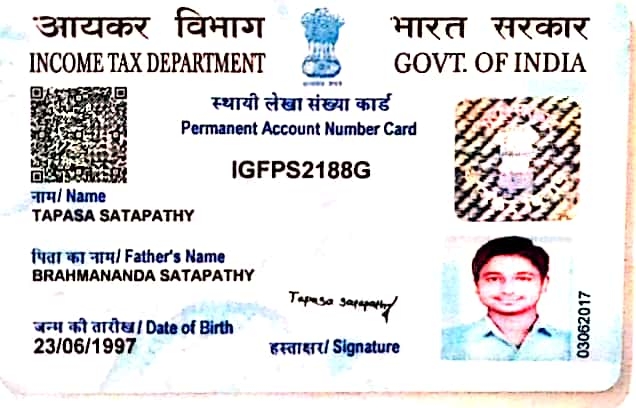 आयकर विभाग
INCOME TAX DEPARTMENT
भारत सरकार
GOVT. OF INDIA
स्थायी लेखा संख्या कार्ड
Permanent Account Number Card
IGFPS2188G
नाम/ Name
TAPASA SATAPATHY
पिता का नाम/ Father's Name
BRAHMANANDA SATAPATHY
जन्म की तारीख/ Date of Birth
23/06/1997
Tapasa Satapathy
हस्ताक्षर/ Signature
03062017